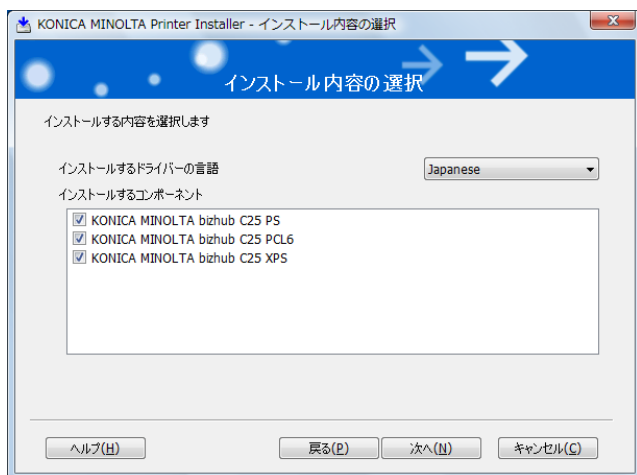 KONICA MINOLTA Printer Installer - インストール内容の選択
インストール内容の選択
インストールする内容を選択します
インストールするドライバーの言語 Japanese
インストールするコンポーネント
KONICA MINOLTA bizhub C25 PS
KONICA MINOLTA bizhub C25 PCL6
KONICA MINOLTA bizhub C25 XPS
ヘルプ(H) 戻る(P) 次へ(N) キャンセル(C)